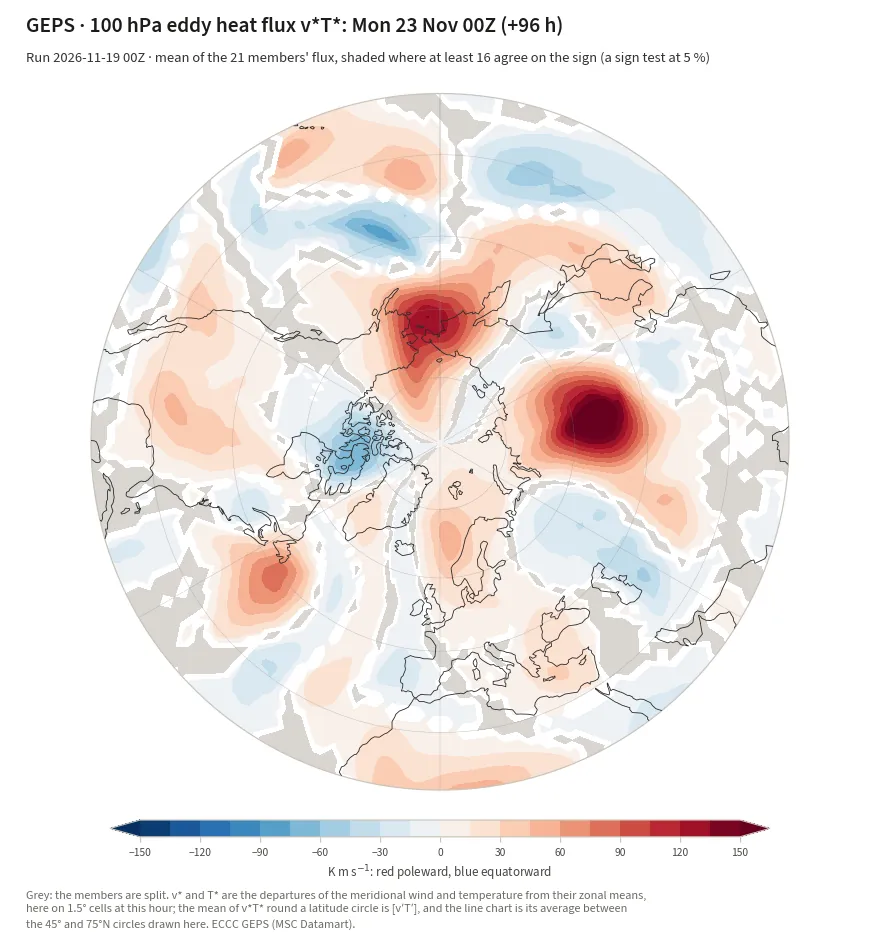 GEPS · 100 hPa eddy heat flux v*T*: Mon 23 Nov 00Z (+96 h)
Run 2026-11-19 00Z · mean of the 21 members' flux, shaded where at least 16 agree on the sign (a sign test at 5 %)
−150 −120 −90 −60 −30 0 30 60 90 120 150
K m s⁻¹: red poleward, blue equatorward
Grey: the members are split. v* and T* are the departures of the meridional wind and temperature from their zonal means,
here on 1.5° cells at this hour; the mean of v*T* round a latitude circle is [v′T′], and the line chart is its average between
the 45° and 75°N circles drawn here. ECCC GEPS (MSC Datamart).